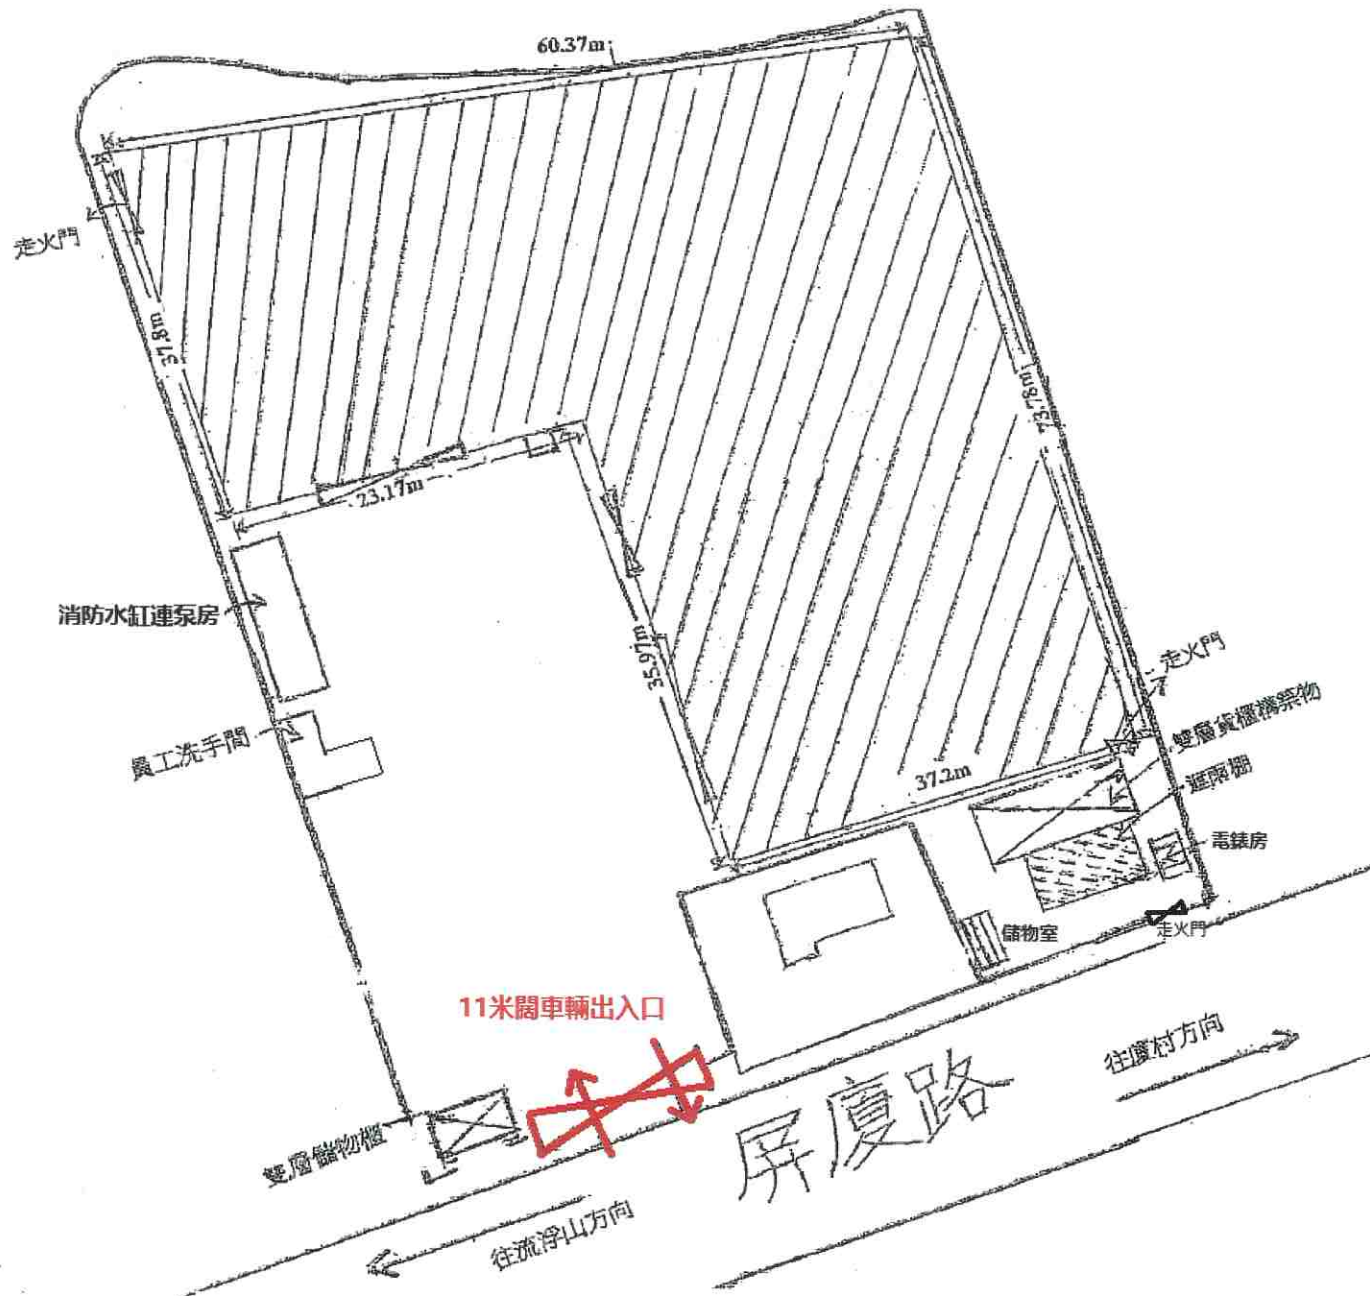 60.37m
走火門
37.8m
73.78m
23.17m
消防水缸連泵房
35.97m
員工洗手間
走火門
雙層貨櫃構築物
遮雨棚
37.2m
電錶房
儲物室
走火門
11米闊車輛出入口
往廈村方向
屏廈路
雙層儲物櫃
往流浮山方向